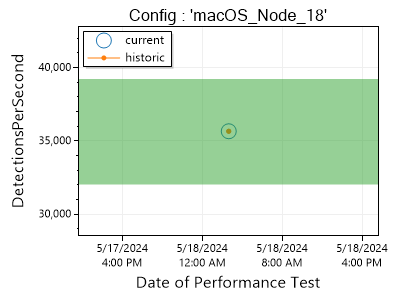 Config : 'macOS_Node_18'
current
historic
DetectionsPerSecond
40,000
35,000
30,000
5/17/2024 5/18/2024 5/18/2024 5/18/2024
4:00 PM 12:00 AM 8:00 AM 4:00 PM
Date of Performance Test